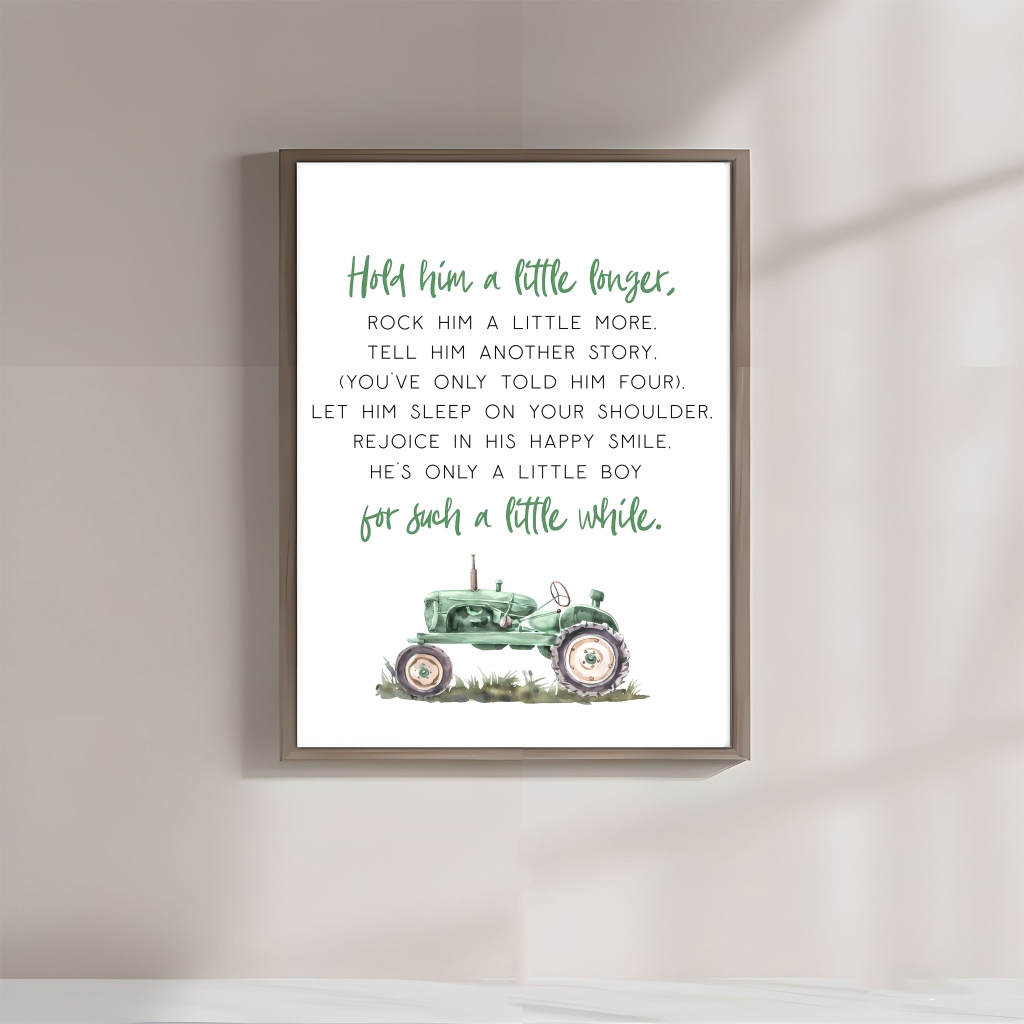 Hold him a little longer,
ROCK HIM A LITTLE MORE.
TELL HIM ANOTHER STORY.
(YOU'VE ONLY TOLD HIM FOUR).
LET HIM SLEEP ON YOUR SHOULDER.
REJOICE IN HIS HAPPY SMILE.
HE'S ONLY A LITTLE BOY
for such a little while.